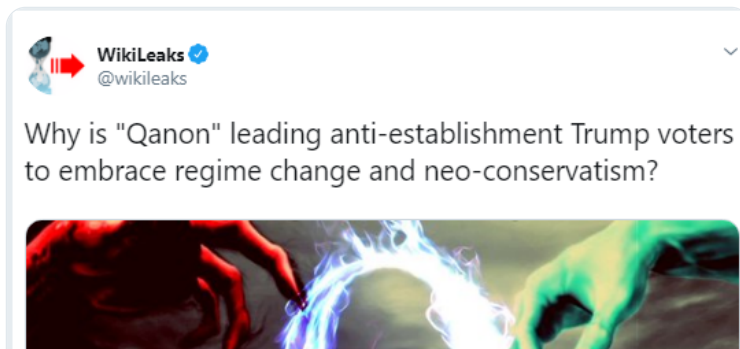 WikiLeaks
@wikileaks
Why is "Qanon" leading anti-establishment Trump voters
to embrace regime change and neo-conservatism?